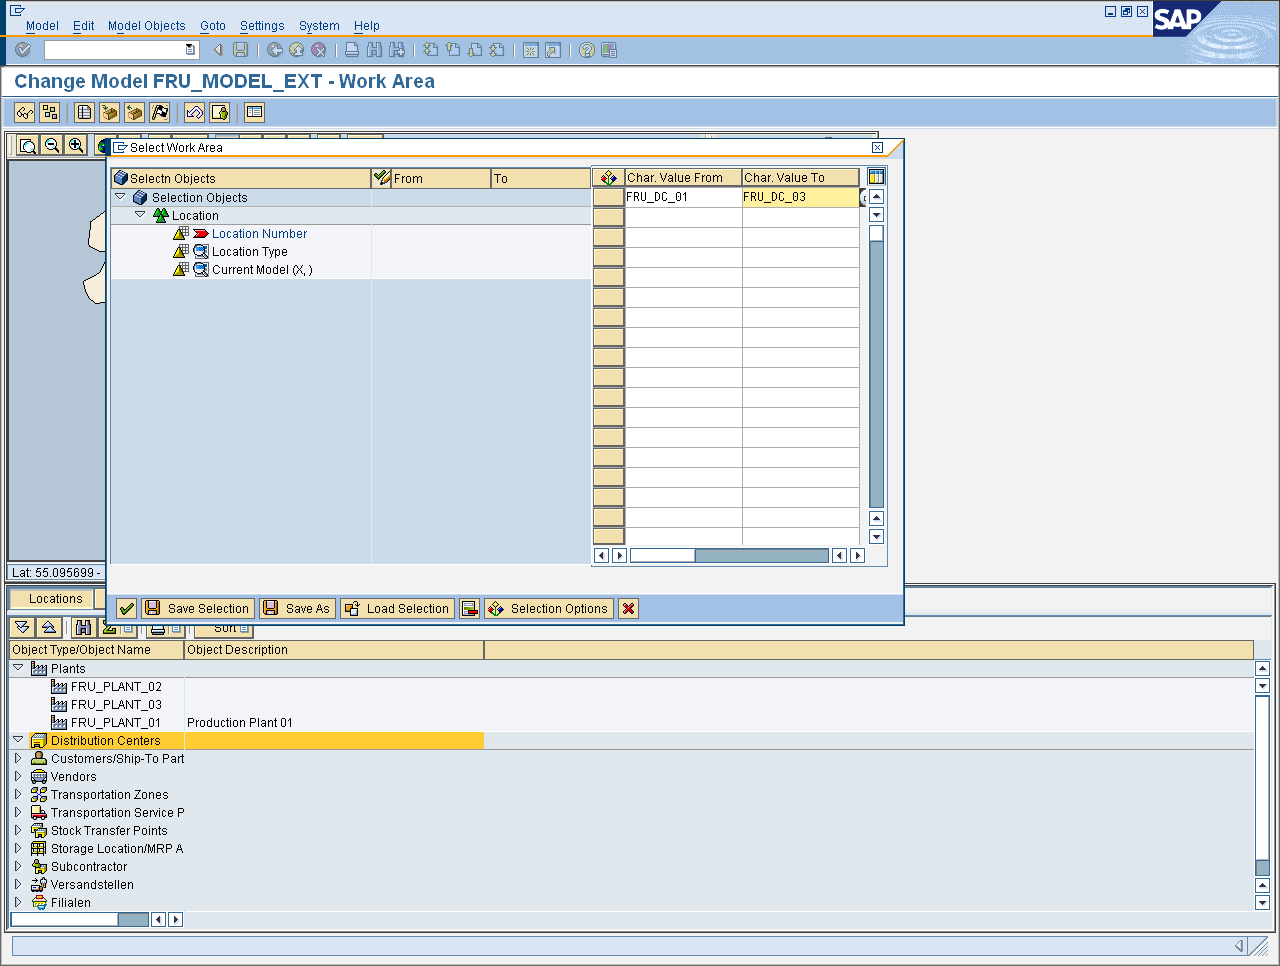 Model Edit Model Objects Goto Settings System Help
SAP
Change Model FRU_MODEL_EXT - Work Area
Select Work Area
Selectn Objects From To
Char. Value From Char. Value To
Selection Objects
FRU_DC_01 FRU_DC_03
Location
Location Number
Location Type
Current Model (X, )
Lat: 55.095699 -
Locations
Save Selection Save As Load Selection Selection Options
Sort
Object Type/Object Name Object Description
Plants
FRU_PLANT_02
FRU_PLANT_03
FRU_PLANT_01 Production Plant 01
Distribution Centers
Customers/Ship-To Part
Vendors
Transportation Zones
Transportation Service P
Stock Transfer Points
Storage Location/MRP A
Subcontractor
Versandstellen
Filialen